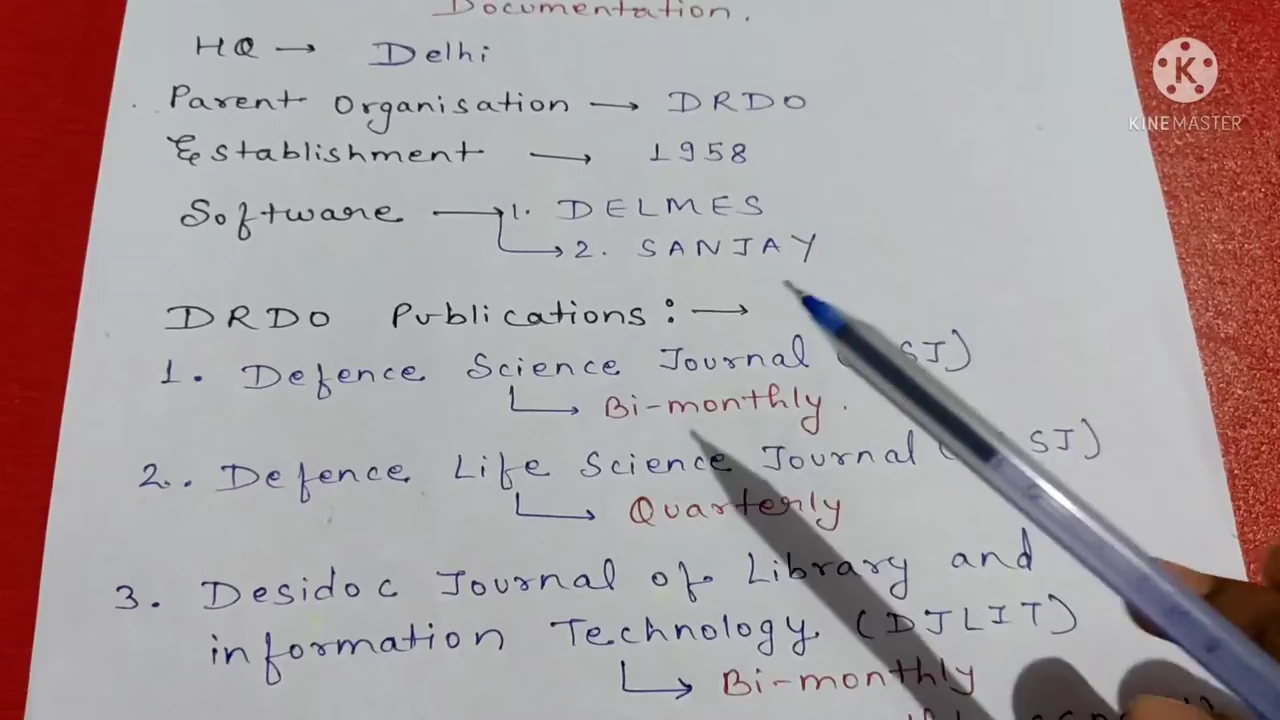 Documentation.
HQ → Delhi
Parent Organisation → DRDO
Establishment → 1958
Software → 1. DELMES
→ 2. SANJAY
DRDO Publications : →
1. Defence Science Journal SJ)
→ Bi-monthly.
2. Defence Life Science Journal ( SJ)
→ Quarterly
3. Desidoc Journal of Library and
information Technology (DJLIT)
→ Bi-monthly
K
KINEMASTER